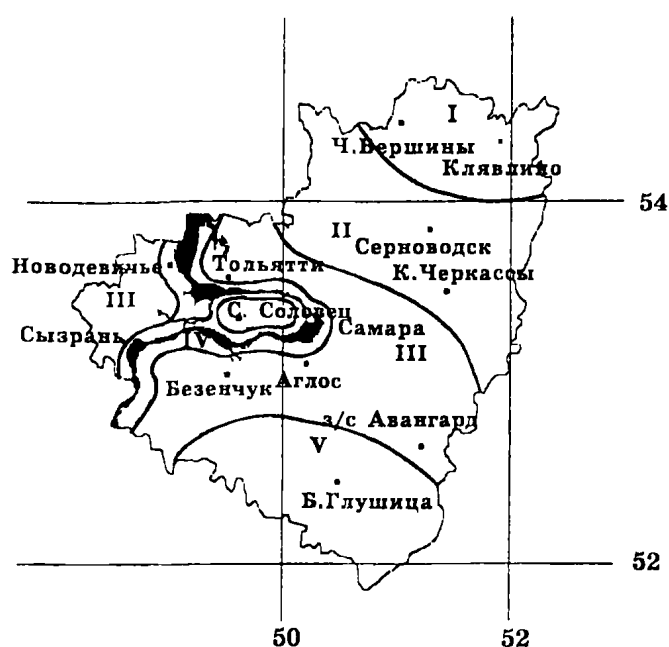 I
Ч.Вершины
Клявлино
54
II
Серноводск
Новодевичье
Тольятти
К.Черкассы
III
С. Соловец
Сызрань
IV
Самара
III
Безенчук
Аглос
з/с Авангард
V
Б.Глушица
52
50
52